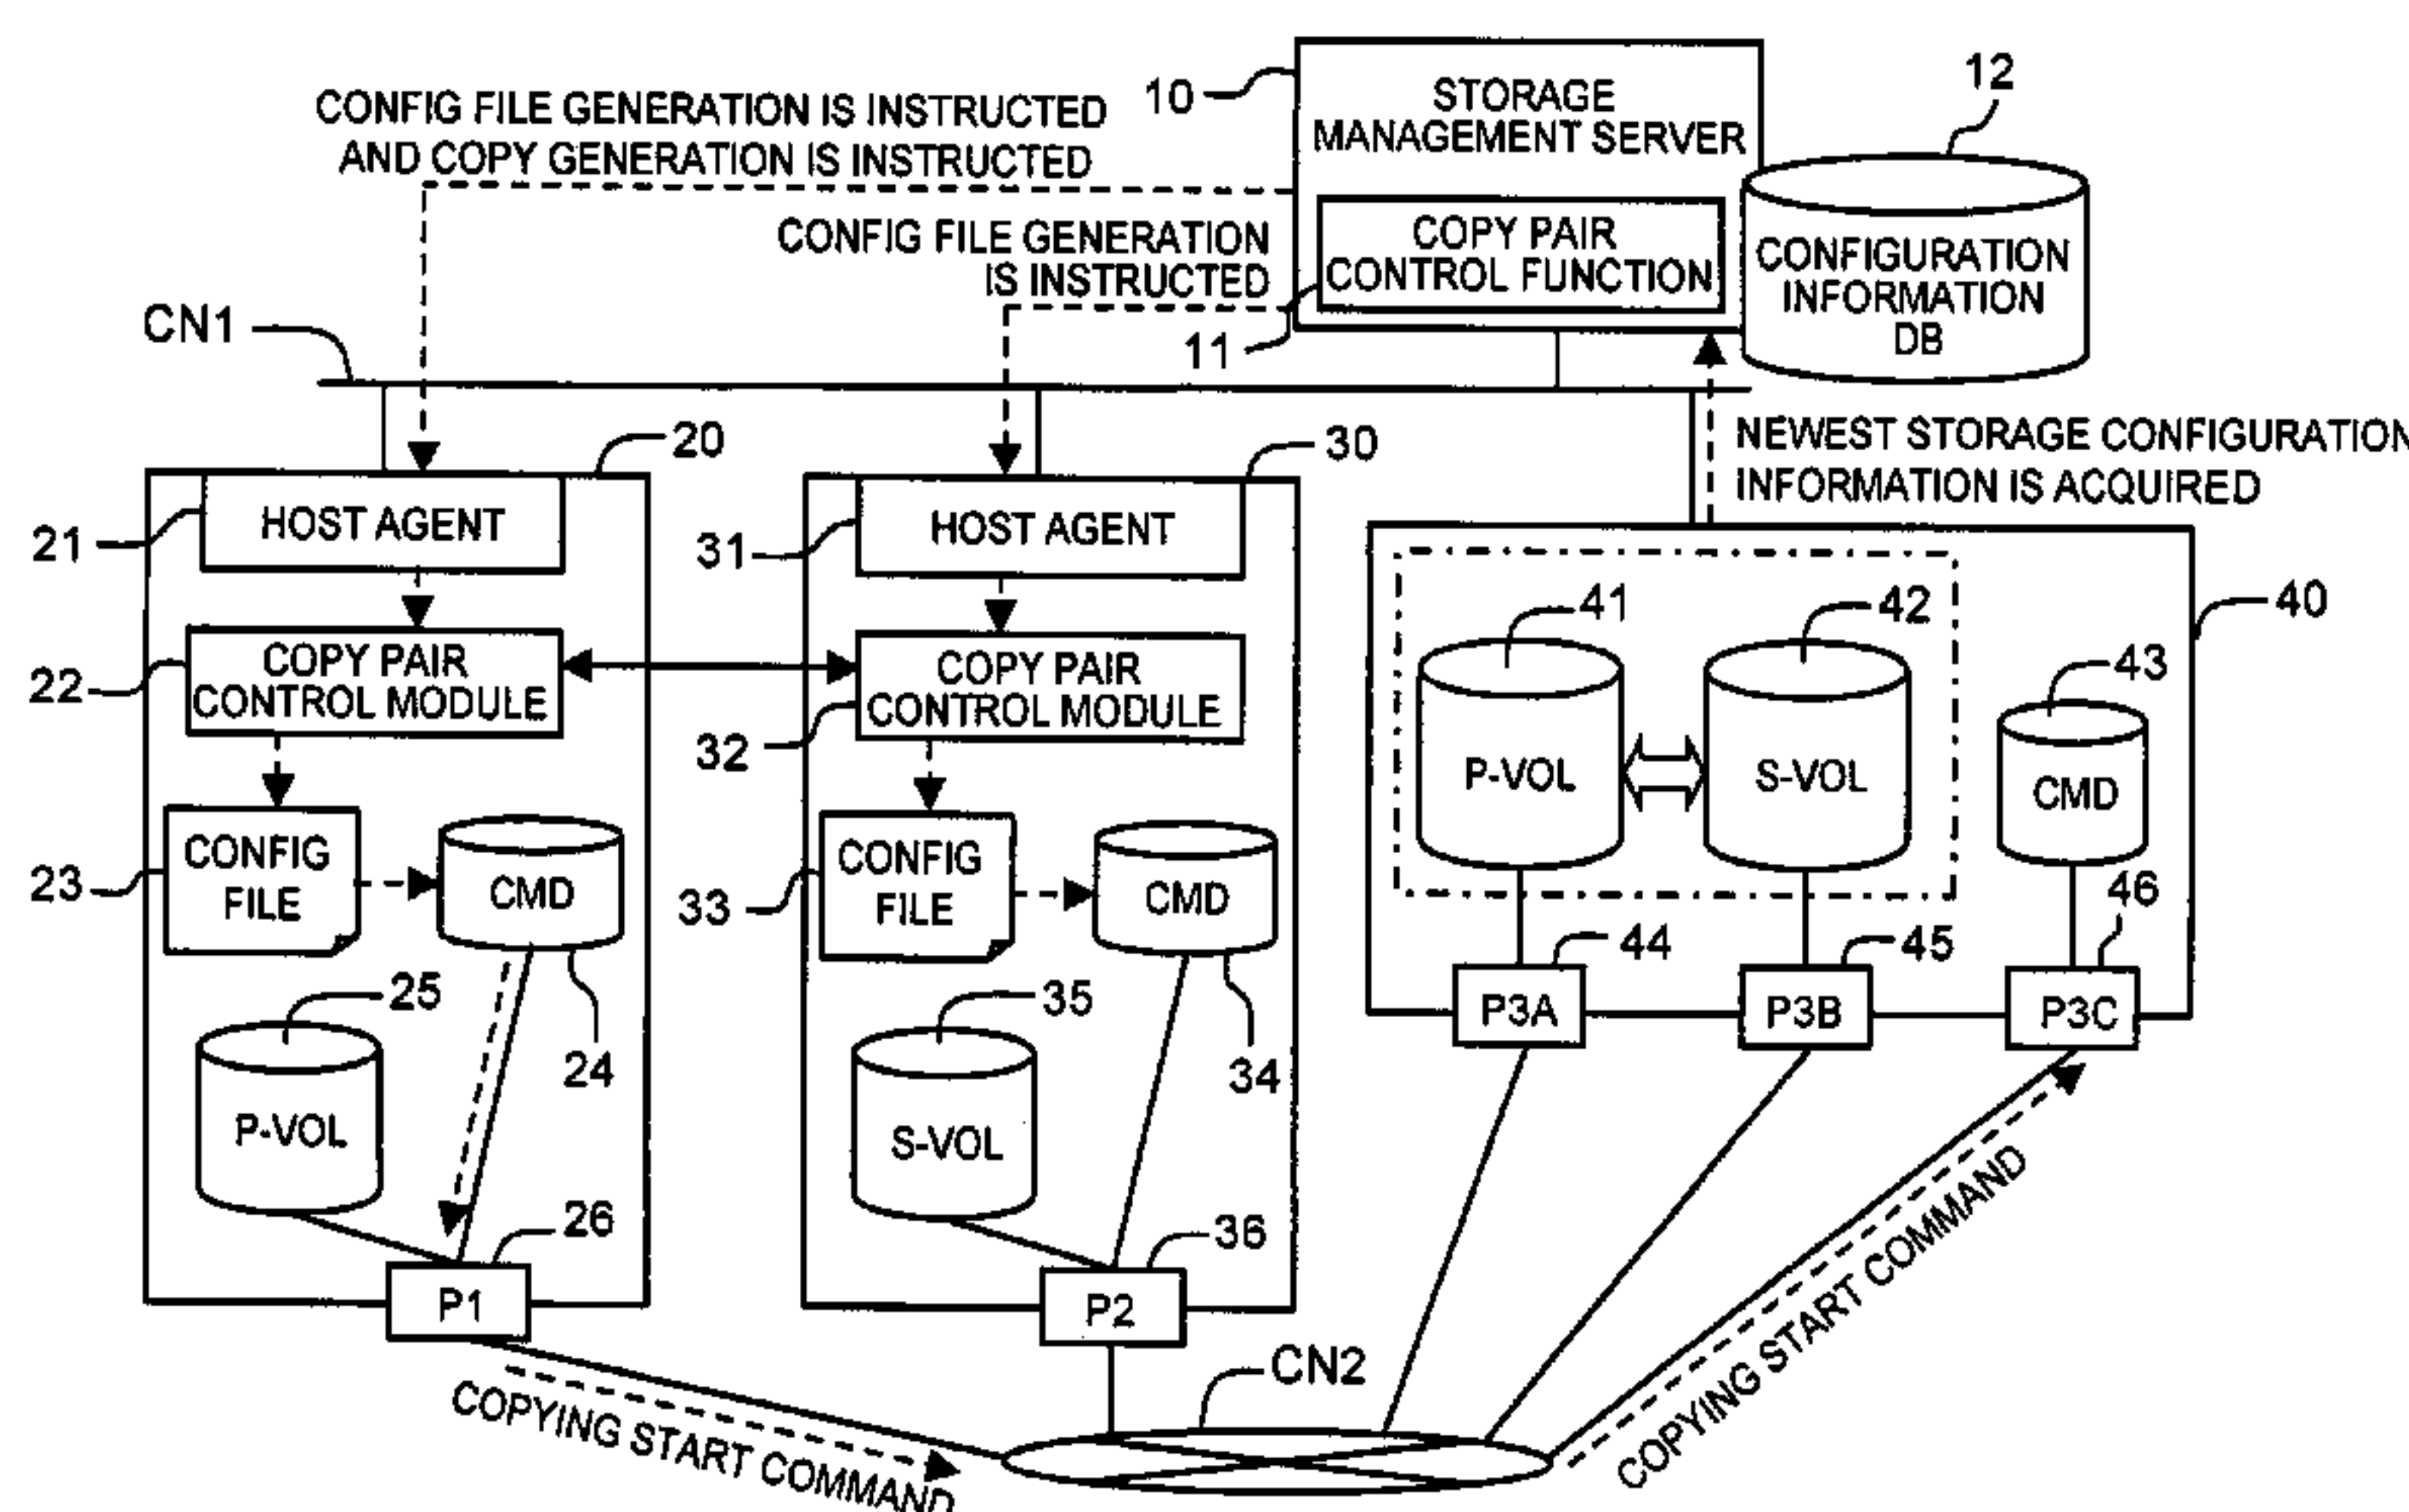 CONFIG FILE GENERATION IS INSTRUCTED
AND COPY GENERATION IS INSTRUCTED
10
STORAGE
MANAGEMENT SERVER
12
CONFIG FILE GENERATION
IS INSTRUCTED
COPY PAIR
CONTROL FUNCTION
11
CONFIGURATION
INFORMATION
DB
CN1
NEWEST STORAGE CONFIGURATION
INFORMATION IS ACQUIRED
20
HOST AGENT
21
COPY PAIR
CONTROL MODULE
22
CONFIG
FILE
23
CMD
24
P-VOL
25
26
P1
30
HOST AGENT
31
COPY PAIR
CONTROL MODULE
32
CONFIG
FILE
33
CMD
34
S-VOL
35
36
P2
40
41
P-VOL
42
S-VOL
43
CMD
44
P3A
45
P3B
46
P3C
CN2
COPYING START COMMAND
COPYING START COMMAND